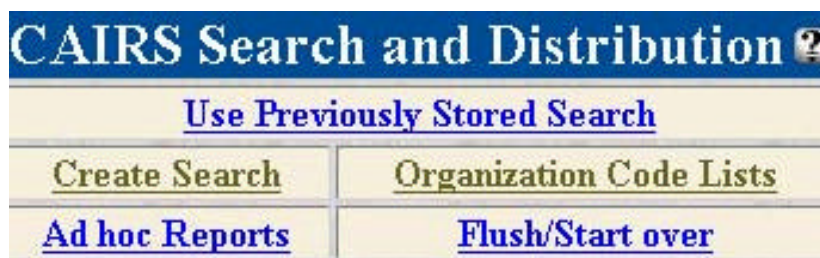 CAIRS Search and Distribution ?
Use Previously Stored Search
Create Search Organization Code Lists
Ad hoc Reports Flush/Start over